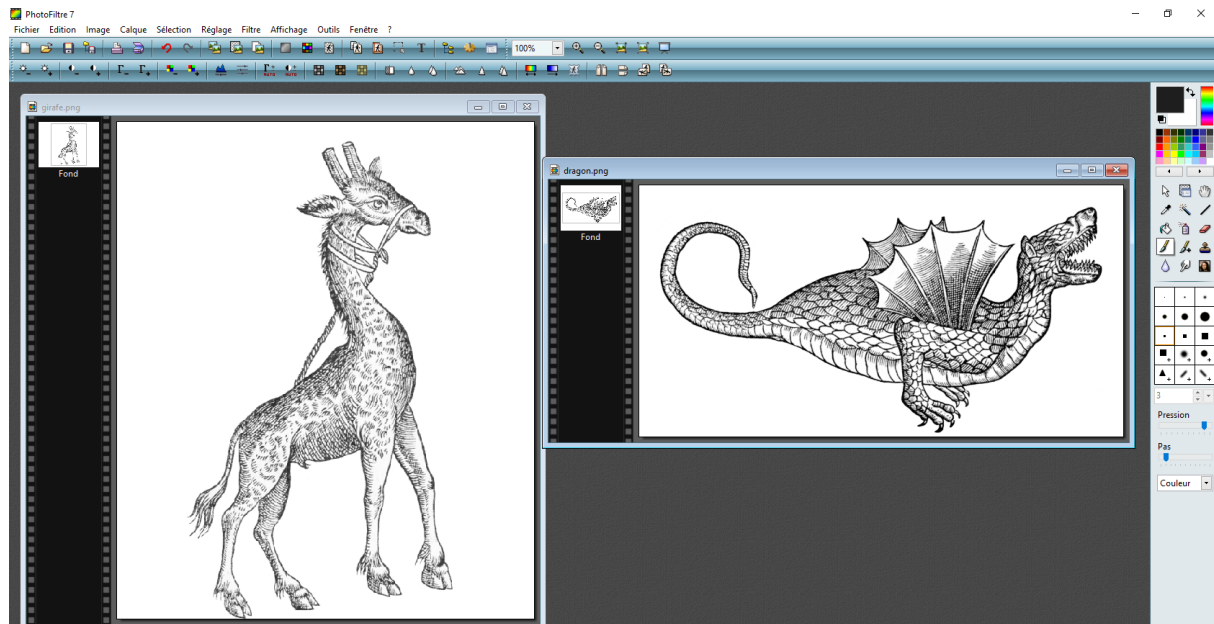 PhotoFiltre 7
Fichier Edition Image Calque Sélection Réglage Filtre Affichage Outils Fenêtre ?
T 100%
girafe.png
Fond
dragon.png
Fond
3
Pression
Pas
Couleur